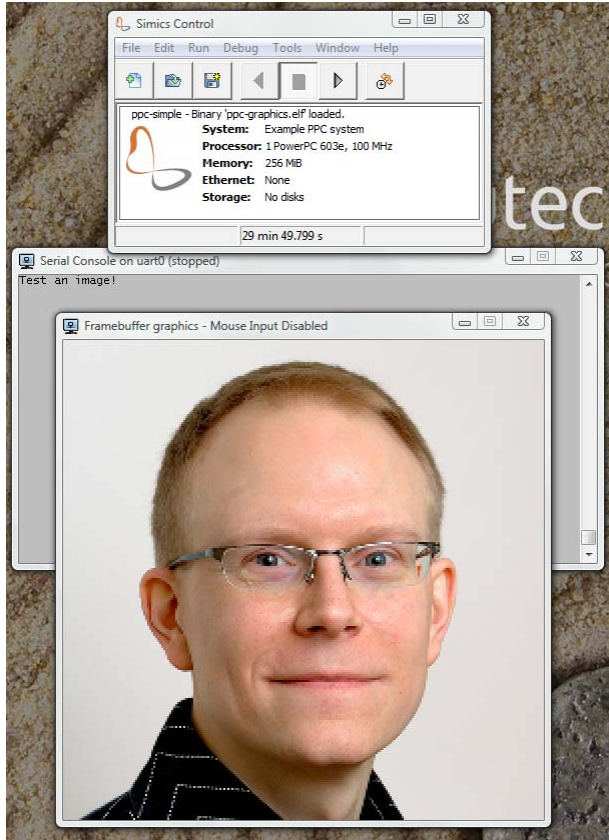 Simics Control
File Edit Run Debug Tools Window Help
ppc-simple - Binary 'ppc-graphics.elf' loaded.
System: Example PPC system
Processor: 1 PowerPC 603e, 100 MHz
Memory: 256 MiB
Ethernet: None
Storage: No disks
29 min 49.799 s
tec
Serial Console on uart0 (stopped)
Test an image!
Framebuffer graphics - Mouse Input Disabled